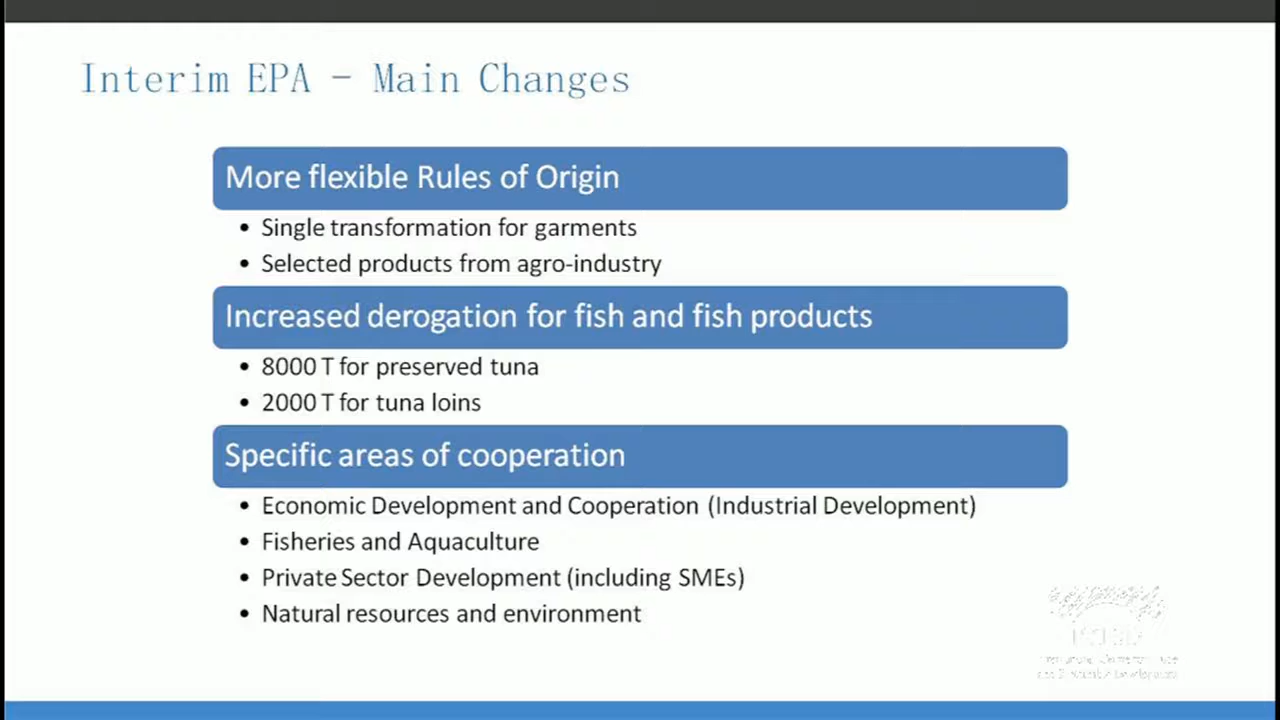 Interim EPA - Main Changes
More flexible Rules of Origin
• Single transformation for garments
• Selected products from agro-industry
Increased derogation for fish and fish products
• 8000 T for preserved tuna
• 2000 T for tuna loins
Specific areas of cooperation
• Economic Development and Cooperation (Industrial Development)
• Fisheries and Aquaculture
• Private Sector Development (including SMEs)
• Natural resources and environment